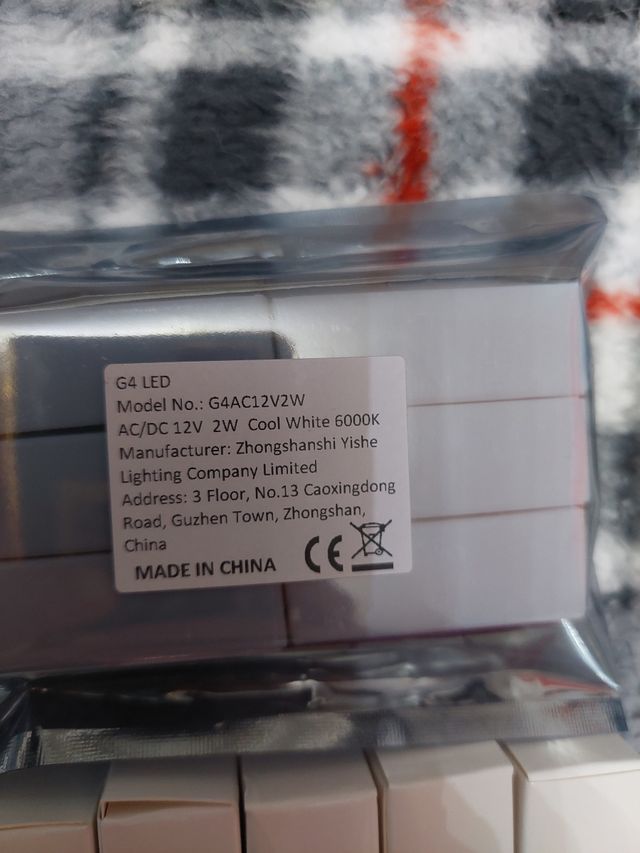 G4 LED
Model No.: G4AC12V2W
AC/DC 12V 2W Cool White 6000K
Manufacturer: Zhongshanshi Yishe
Lighting Company Limited
Address: 3 Floor, No.13 Caoxingdong
Road, Guzhen Town, Zhongshan,
China
MADE IN CHINA CE